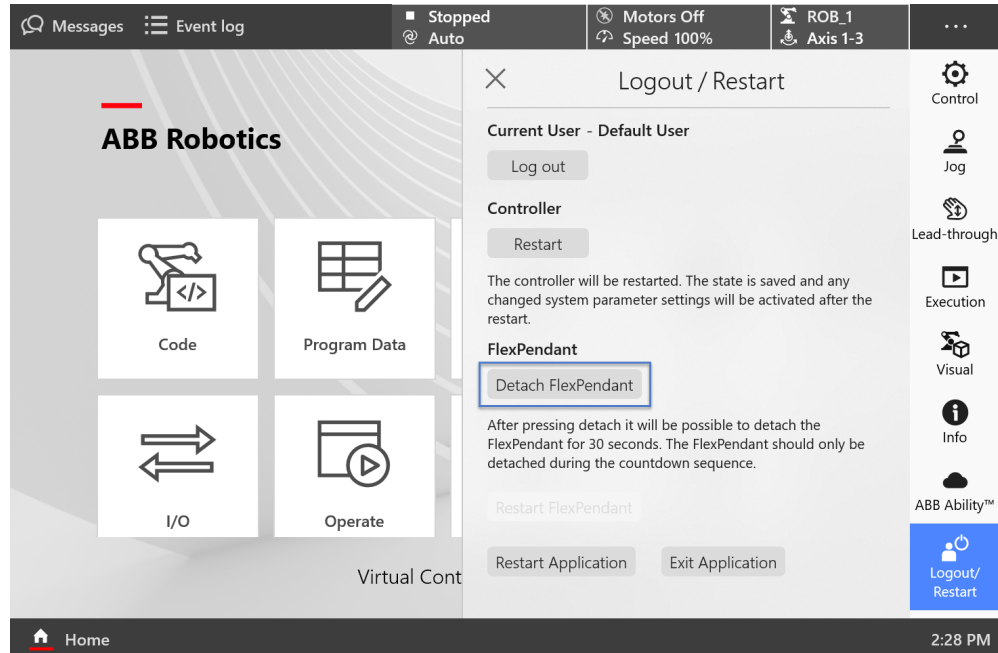 Messages
Event log
Stopped
Auto
Motors Off
Speed 100%
ROB_1
Axis 1-3
...
ABB Robotics
Code
Program Data
I/O
Operate
Virtual Cont
Logout / Restart
Current User - Default User
Log out
Controller
Restart
The controller will be restarted. The state is saved and any
changed system parameter settings will be activated after the
restart.
FlexPendant
Detach FlexPendant
After pressing detach it will be possible to detach the
FlexPendant for 30 seconds. The FlexPendant should only be
detached during the countdown sequence.
Restart FlexPendant
Restart Application
Exit Application
Control
Jog
Lead-through
Execution
Visual
Info
ABB Ability™
Logout/
Restart
Home
2:28 PM